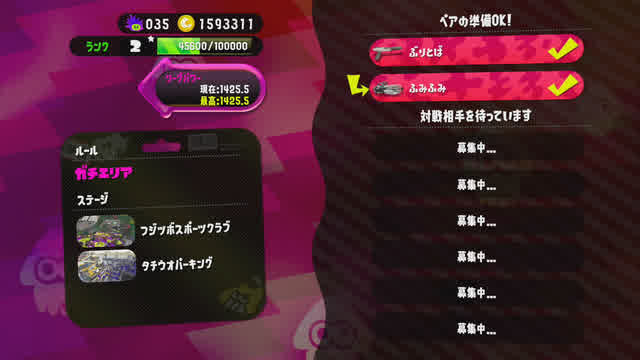 035 1593311
ランク 2 45600/100000
リーグパワー
現在:1425.5
最高:1425.5
ルール
ガチエリア
ステージ
フジツボスポーツクラブ
タチウオパーキング
ペアの準備OK!
ぷりとば
ふみふみ
対戦相手を待っています
募集中...
募集中...
募集中...
募集中...
募集中...
募集中...